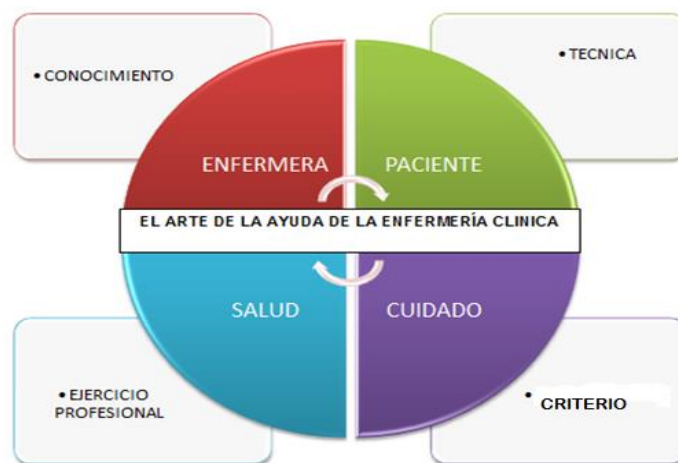 • CONOCIMIENTO
• TECNICA
ENFERMERA
PACIENTE
EL ARTE DE LA AYUDA DE LA ENFERMERÍA CLINICA
SALUD
CUIDADO
• EJERCICIO
PROFESIONAL
• CRITERIO